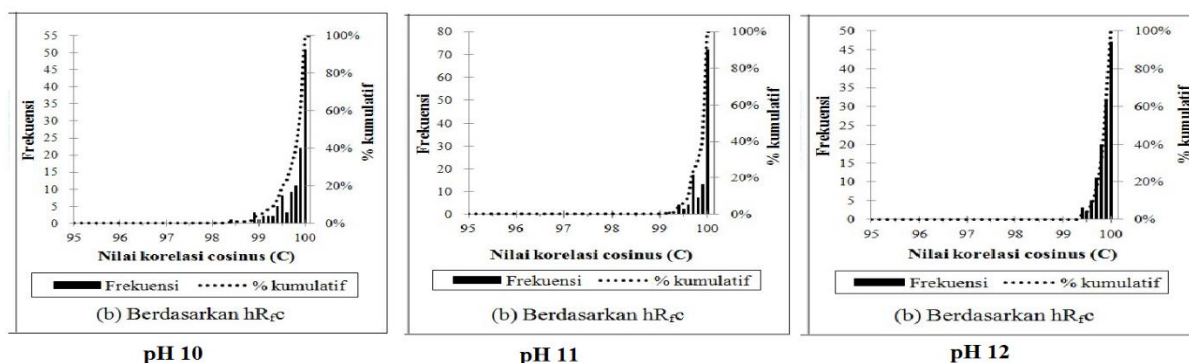 55
50
45
40
35
30
25
20
15
10
5
0
Frekuensi
100%
80%
60%
40%
20%
0%
% kumulatif
95 96 97 98 99 100
Nilai korelasi cosinus (C)
Frekuensi % kumulatif
(b) Berdasarkan hRfc
pH 10
80
70
60
50
40
30
20
10
0
Frekuensi
100%
80%
60%
40%
20%
0%
% kumulatif
95 96 97 98 99 100
Nilai korelasi cosinus (C)
Frekuensi % kumulatif
(b) Berdasarkan hRfc
pH 11
50
45
40
35
30
25
20
15
10
5
0
Frekuensi
100%
80%
60%
40%
20%
0%
% kumulatif
95 96 97 98 99 100
Nilai korelasi cosinus (C)
Frekuensi % kumulatif
(b) Berdasarkan hRfc
pH 12